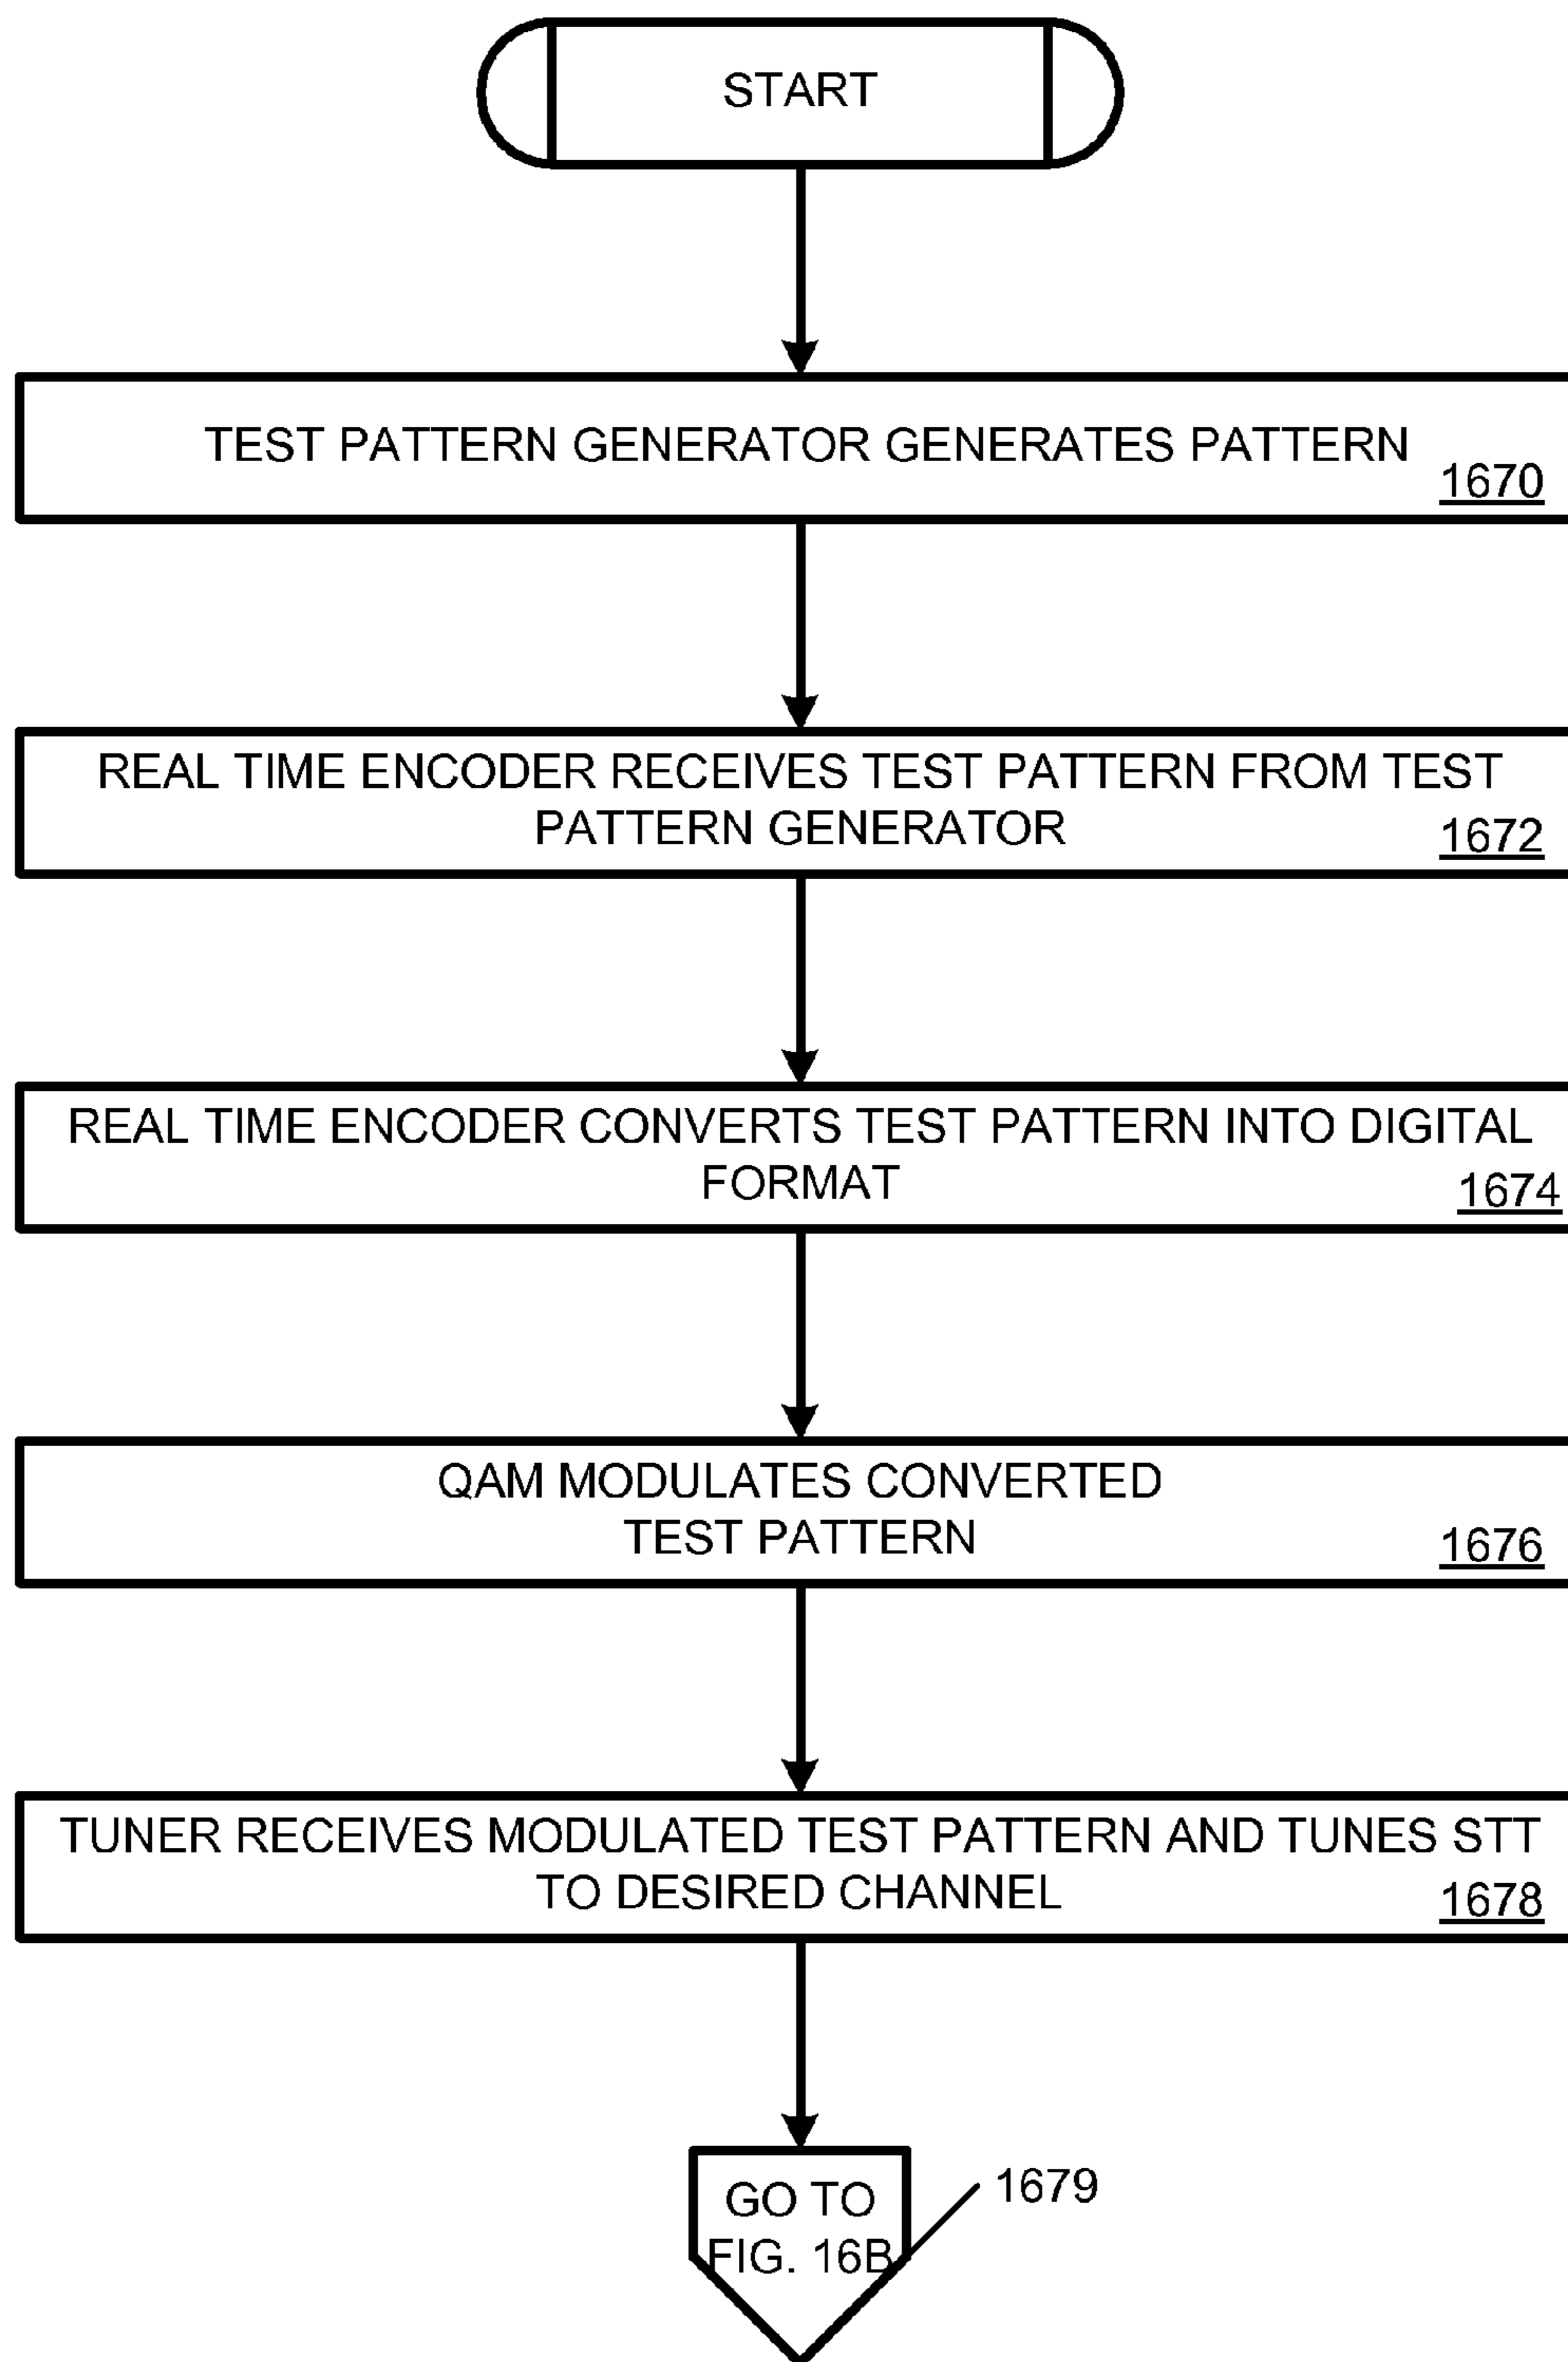 START
TEST PATTERN GENERATOR GENERATES PATTERN
1670
REAL TIME ENCODER RECEIVES TEST PATTERN FROM TEST
PATTERN GENERATOR
1672
REAL TIME ENCODER CONVERTS TEST PATTERN INTO DIGITAL
FORMAT
1674
QAM MODULATES CONVERTED
TEST PATTERN
1676
TUNER RECEIVES MODULATED TEST PATTERN AND TUNES STT
TO DESIRED CHANNEL
1678
GO TO
FIG. 16B
1679